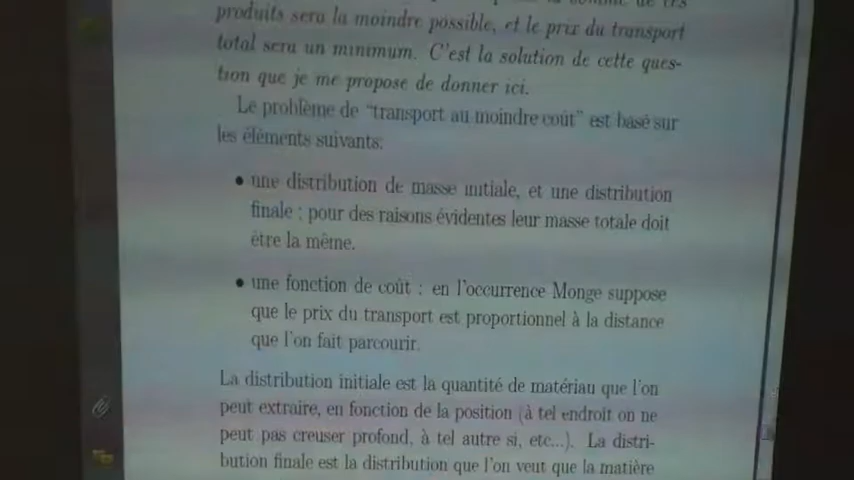 produits sera la moindre possible, et le prix du transport
total sera un minimum. C'est la solution de cette ques-
tion que je me propose de donner ici.
Le problème de "transport au moindre coût" est basé sur
les éléments suivants:
• une distribution de masse initiale, et une distribution
finale : pour des raisons évidentes leur masse totale doit
être la même.
• une fonction de coût : en l'occurrence Monge suppose
que le prix du transport est proportionnel à la distance
que l'on fait parcourir.
La distribution initiale est la quantité de matériau que l'on
peut extraire, en fonction de la position (à tel endroit on ne
peut pas creuser profond, à tel autre si, etc...). La distri-
bution finale est la distribution que l'on veut que la matière